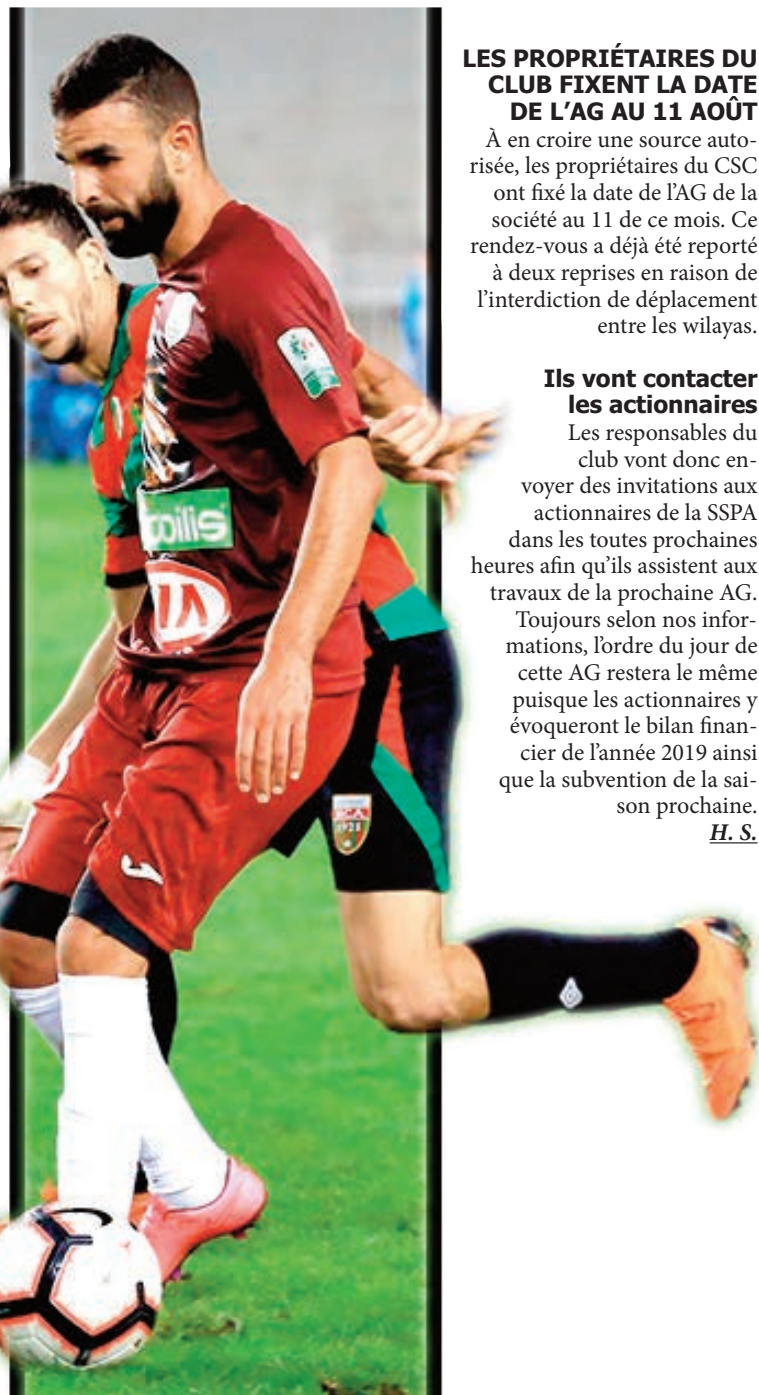 LES PROPRIÉTAIRES DU
CLUB FIXENT LA DATE
DE L’AG AU 11 AOÛT
À en croire une source auto-
risée, les propriétaires du CSC
ont fixé la date de l’AG de la
société au 11 de ce mois. Ce
rendez-vous a déjà été reporté
à deux reprises en raison de
l’interdiction de déplacement
entre les wilayas.
Ils vont contacter
les actionnaires
Les responsables du
club vont donc en-
voyer des invitations aux
actionnaires de la SSPA
dans les toutes prochaines
heures afin qu’ils assistent aux
travaux de la prochaine AG.
Toujours selon nos infor-
mations, l’ordre du jour de
cette AG restera le même
puisque les actionnaires y
évoqueront le bilan finan-
cier de l’année 2019 ainsi
que la subvention de la sai-
son prochaine.
H. S.